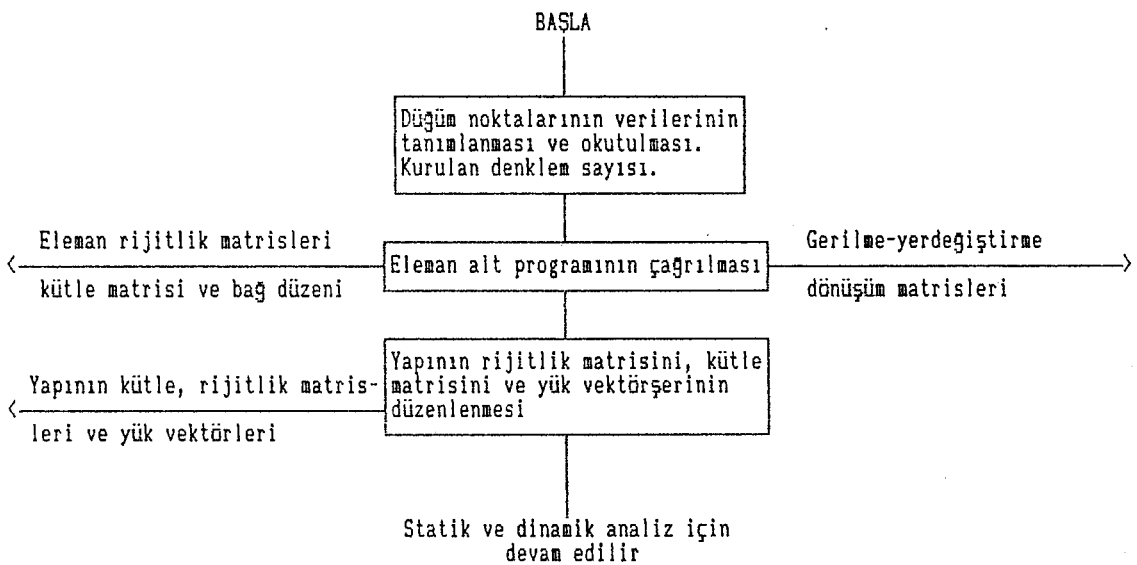 BAŞLA
Düğüm noktalarının verilerinin
tanımlanması ve okutulması.
Kurulan denklem sayısı.
Eleman rijitlik matrisleri
kütle matrisi ve bağ düzeni
Eleman alt programının çağrılması
Gerilme-yerdeğiştirme
dönüşüm matrisleri
Yapının kütle, rijitlik matris-
leri ve yük vektörleri
Yapının rijitlik matrisini, kütle
matrisini ve yük vektörşerinin
düzenlenmesi
Statik ve dinamik analiz için
devam edilir